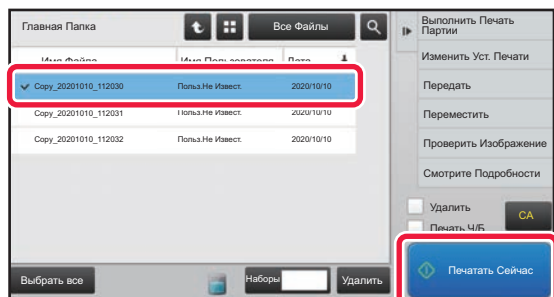 Главная Папка
Все Файлы
Имя Файла
Имя Пользователя
Дата
Copy_20201010_112030
Польз.Не Извест.
2020/10/10
Copy_20201010_112031
Польз.Не Извест.
2020/10/10
Copy_20201010_112032
Польз.Не Извест.
2020/10/10
Выбрать все
Наборы
Удалить
Выполнить Печать
Партии
Изменить Уст. Печати
Передать
Переместить
Проверить Изображение
Смотрите Подробности
Удалить
Печать Ч/Б
CA
Печатать Сейчас